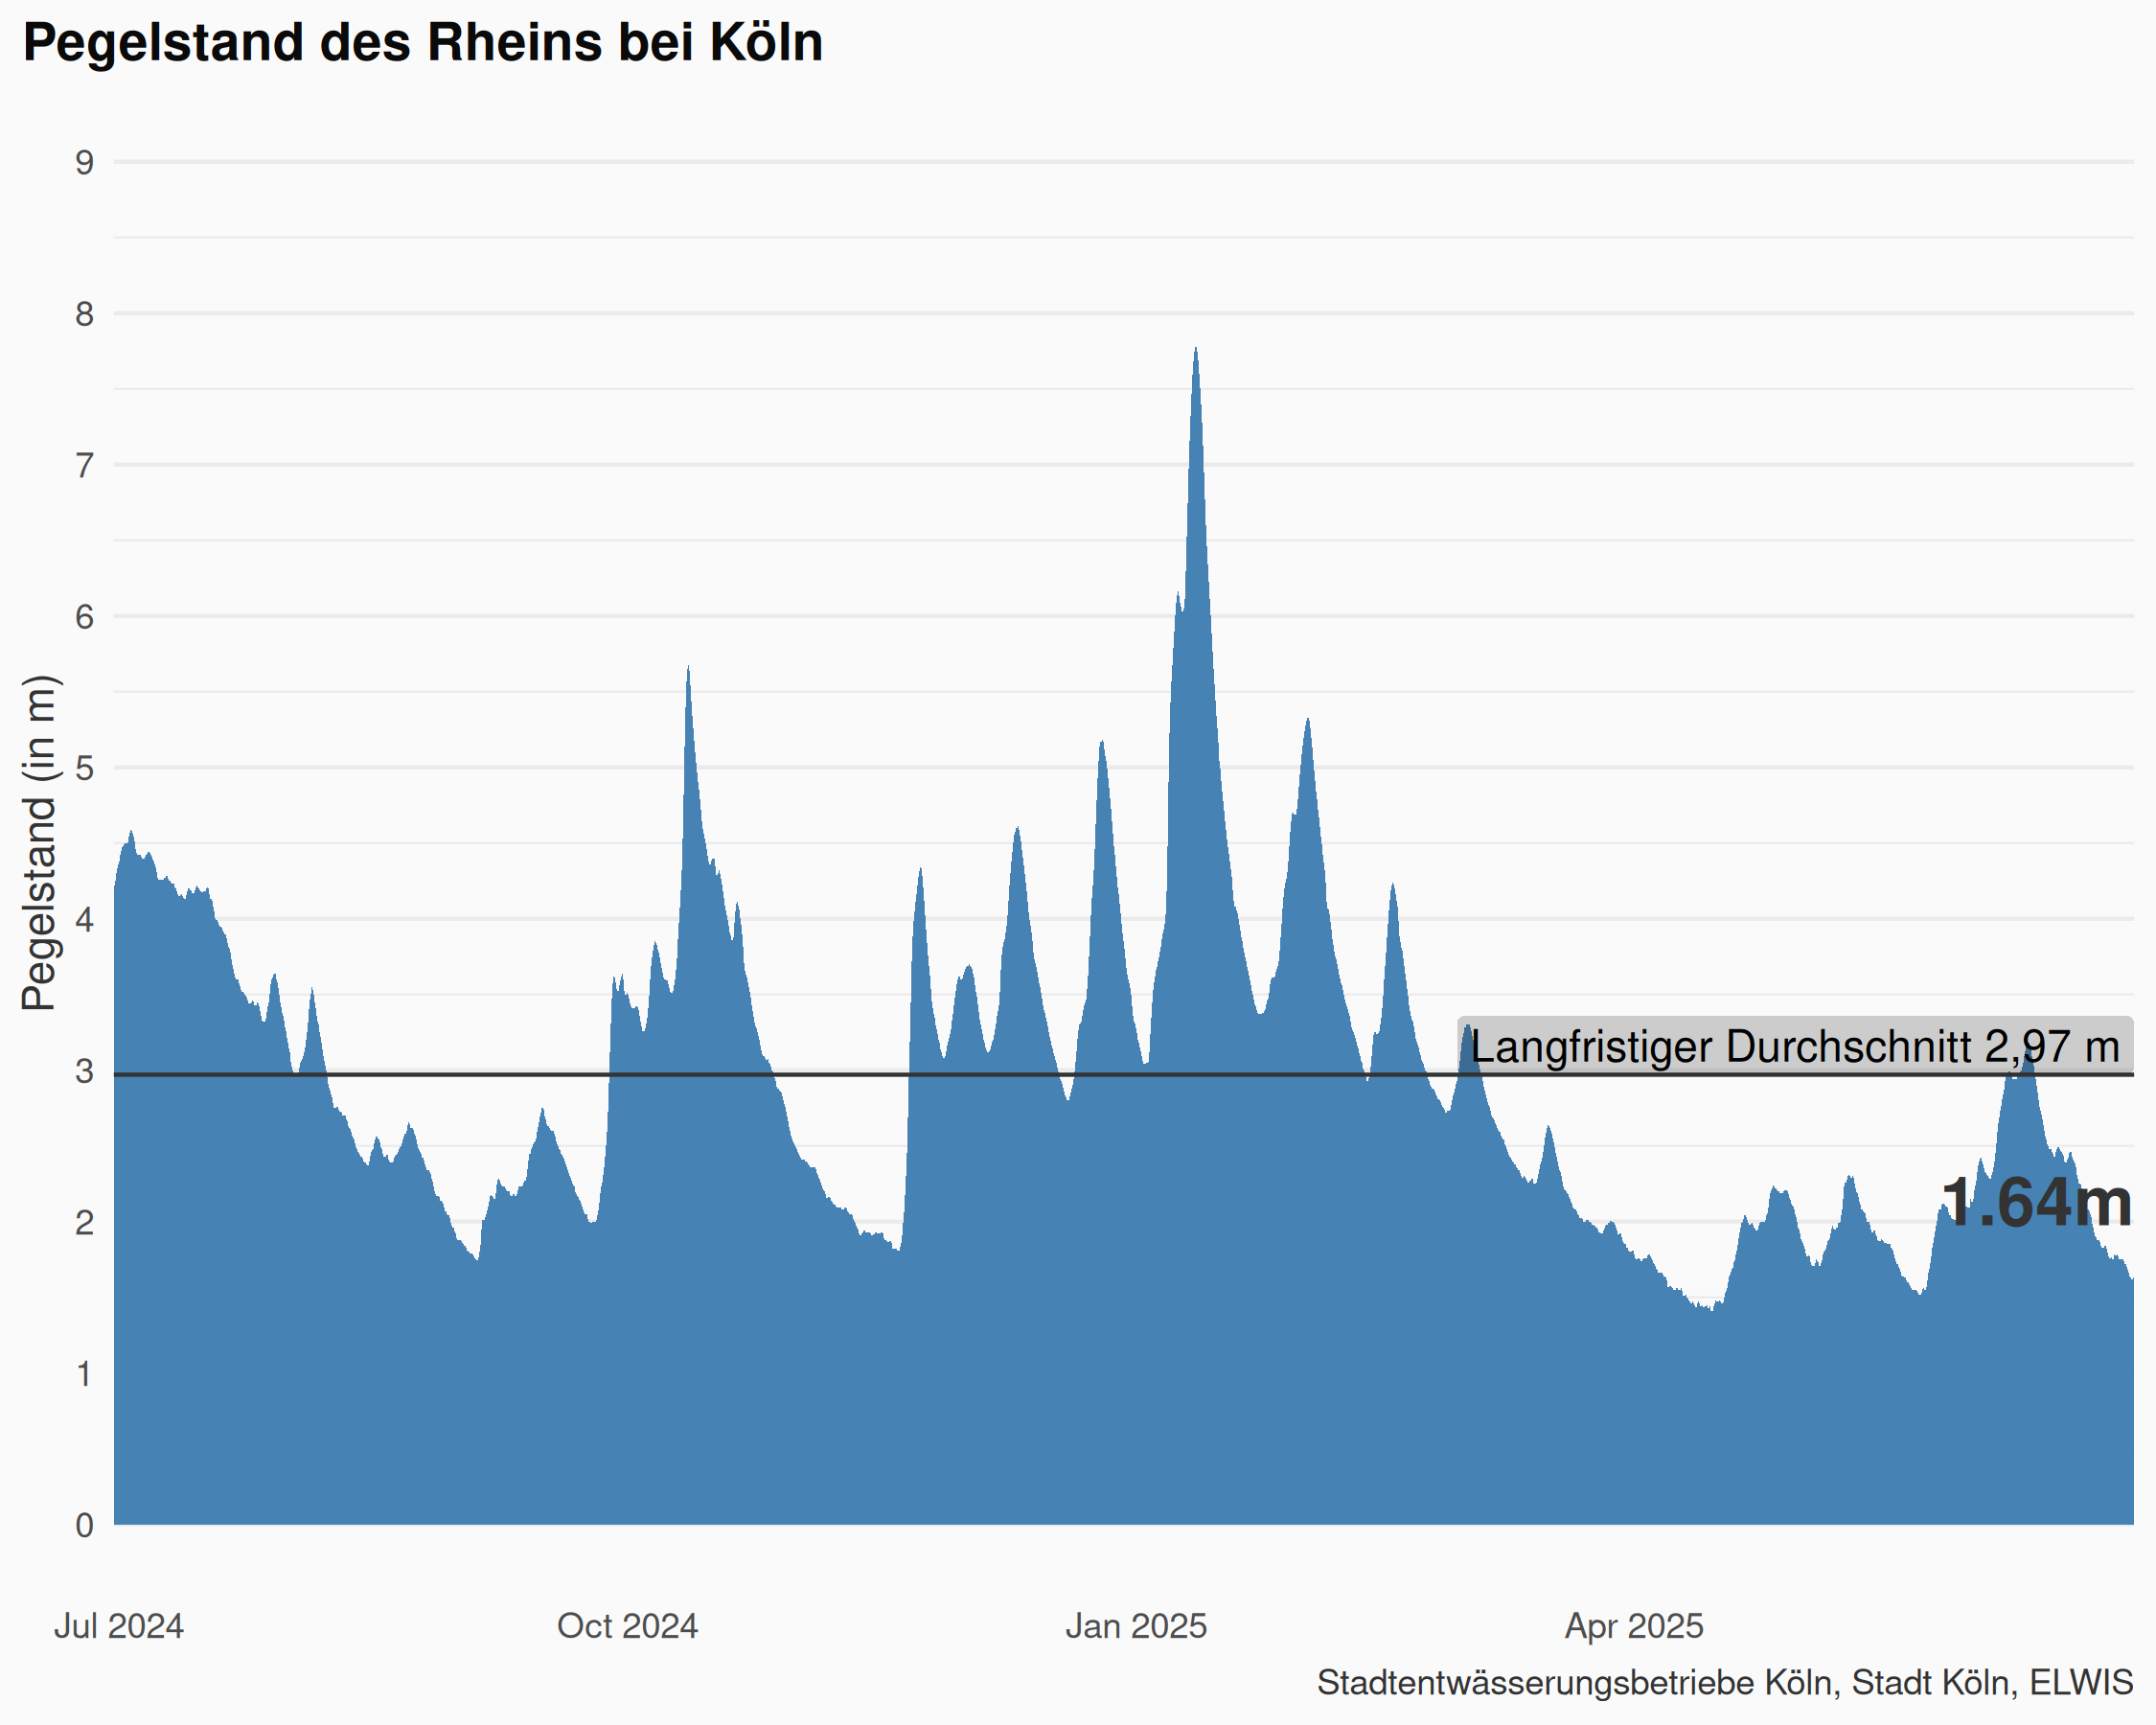 Pegelstand des Rheins bei Köln
Pegelstand (in m)
9
8
7
6
5
4
3
2
1
0
Langfristiger Durchschnitt 2,97 m
1.64m
Jul 2024
Oct 2024
Jan 2025
Apr 2025
Stadtentwässerungsbetriebe Köln, Stadt Köln, ELWIS